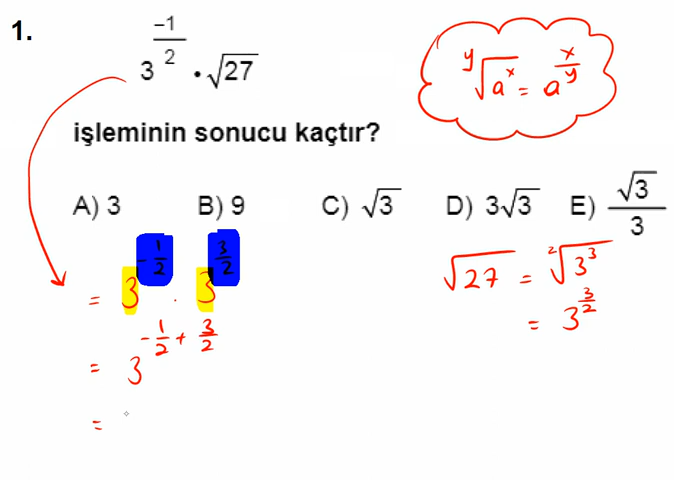 1. 3^(-1/2) · √27
ʸ√aˣ = a^(x/y)
işleminin sonucu kaçtır?
A) 3 B) 9 C) √3 D) 3√3 E) √3/3
= 3^(-1/2) · 3^(3/2)
√27 = ²√3³
= 3^(3/2)
= 3^(-1/2 + 3/2)
=